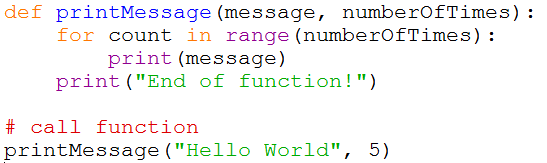 def printMessage(message, numberOfTimes):
    for count in range(numberOfTimes):
        print(message)
    print("End of function!")

# call function
printMessage("Hello World", 5)